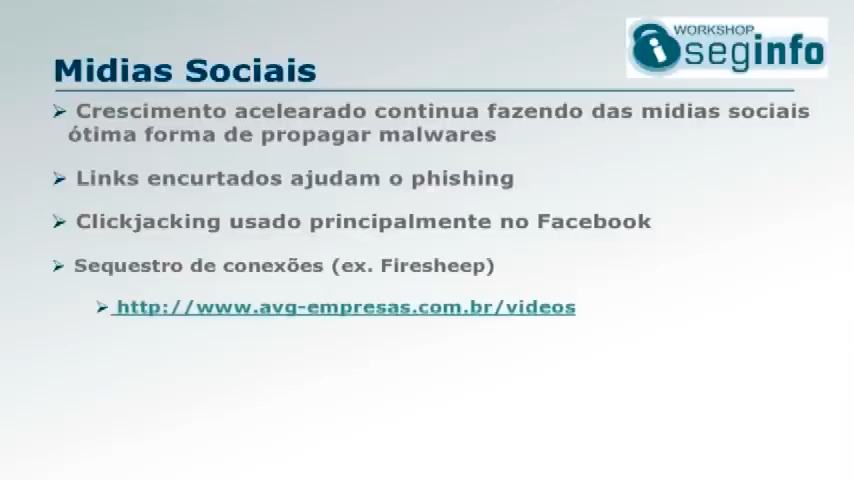 WORKSHOP
seginfo
Midias Sociais
Crescimento acelearado continua fazendo das midias sociais
ótima forma de propagar malwares
Links encurtados ajudam o phishing
Clickjacking usado principalmente no Facebook
Sequestro de conexões (ex. Firesheep)
http://www.avg-empresas.com.br/videos